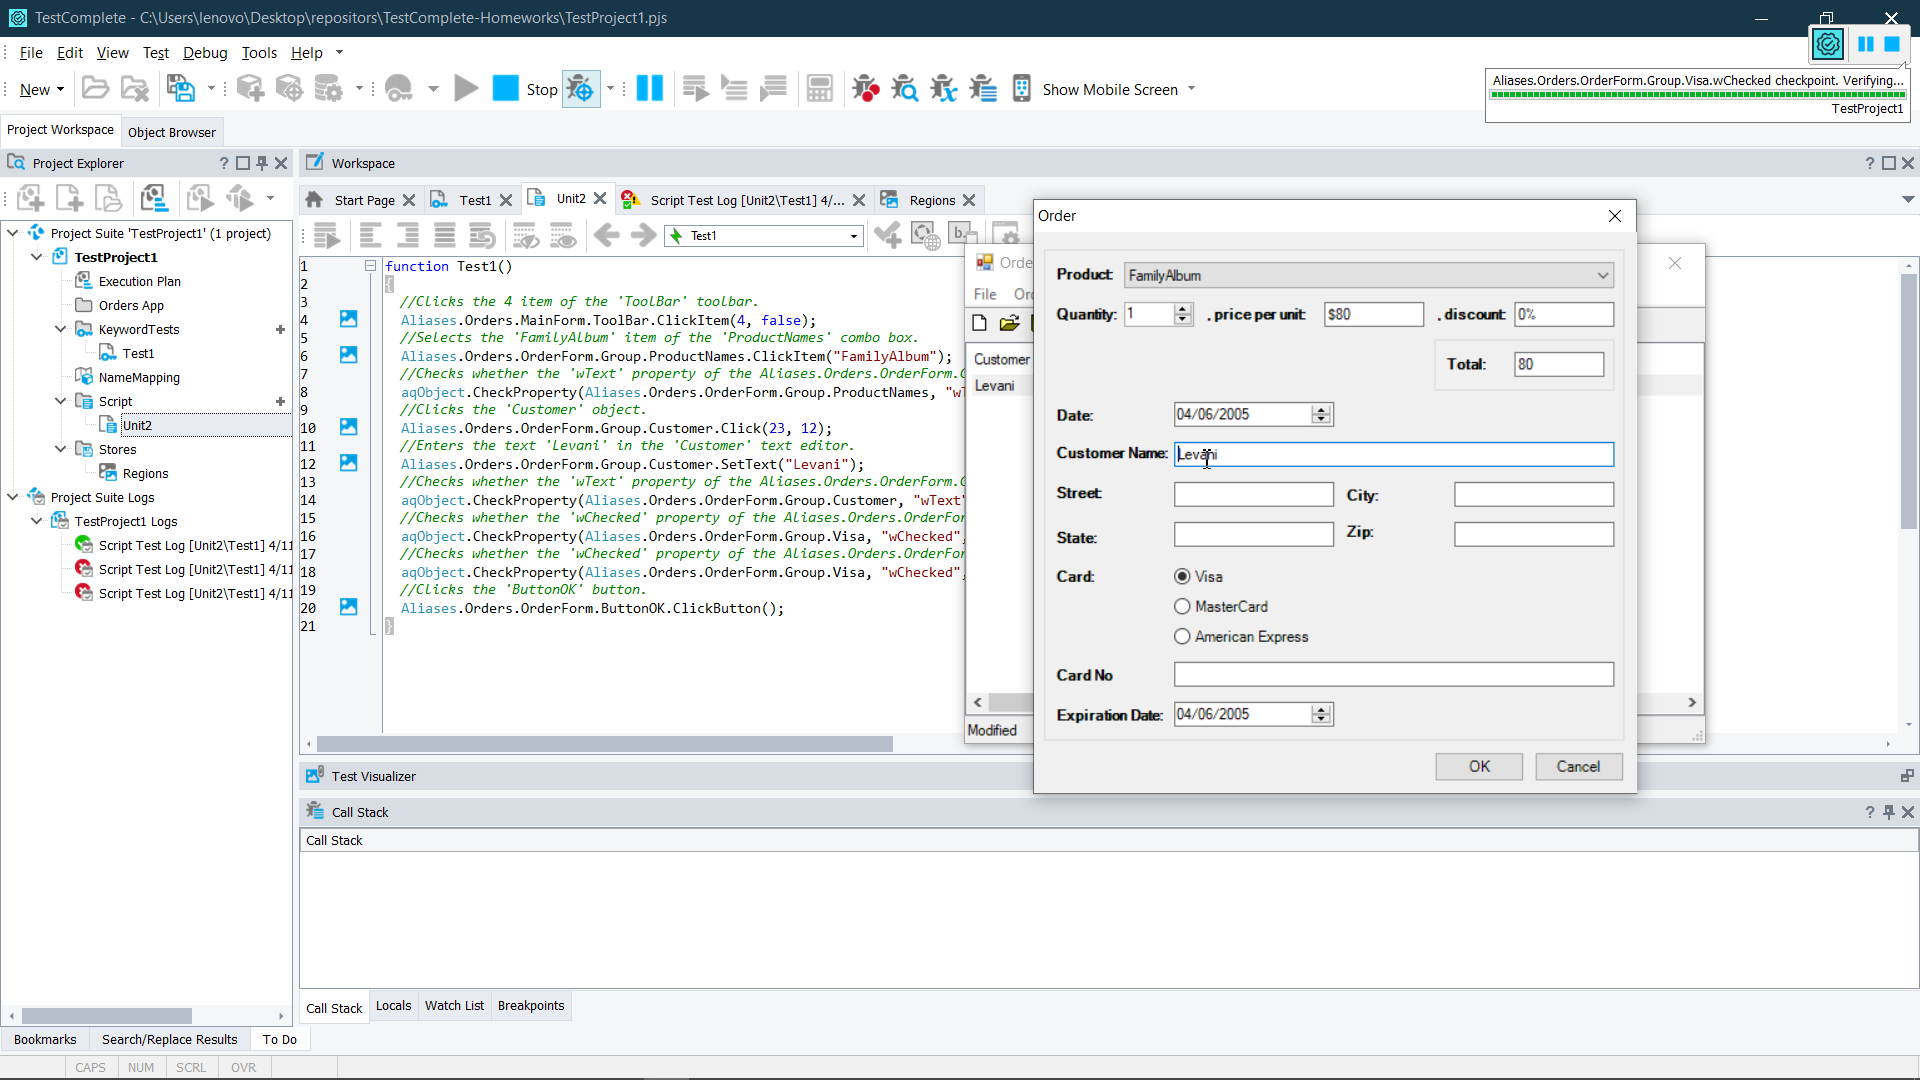 TestComplete - C:\Users\lenovo\Desktop\repositors\TestComplete-Homeworks\TestProject1.pjs
File Edit View Test Debug Tools Help
New Stop Show Mobile Screen
Aliases.Orders.OrderForm.Group.Visa.wChecked checkpoint. Verifying...
TestProject1
Project Workspace Object Browser
Project Explorer
Workspace
Start Page Test1 Unit2 Script Test Log [Unit2\Test1] 4/... Regions
Test1
Project Suite 'TestProject1' (1 project)
TestProject1
Execution Plan
Orders App
KeywordTests
Test1
NameMapping
Script
Unit2
Stores
Regions
Project Suite Logs
TestProject1 Logs
Script Test Log [Unit2\Test1] 4/11
Script Test Log [Unit2\Test1] 4/11
Script Test Log [Unit2\Test1] 4/11
1 function Test1()
2 {
3 //Clicks the 4 item of the 'ToolBar' toolbar.
4 Aliases.Orders.MainForm.ToolBar.ClickItem(4, false);
5 //Selects the 'FamilyAlbum' item of the 'ProductNames' combo box.
6 Aliases.Orders.OrderForm.Group.ProductNames.ClickItem("FamilyAlbum");
7 //Checks whether the 'wText' property of the Aliases.Orders.OrderForm.G
8 aqObject.CheckProperty(Aliases.Orders.OrderForm.Group.ProductNames, "wT
9 //Clicks the 'Customer' object.
10 Aliases.Orders.OrderForm.Group.Customer.Click(23, 12);
11 //Enters the text 'Levani' in the 'Customer' text editor.
12 Aliases.Orders.OrderForm.Group.Customer.SetText("Levani");
13 //Checks whether the 'wText' property of the Aliases.Orders.OrderForm.G
14 aqObject.CheckProperty(Aliases.Orders.OrderForm.Group.Customer, "wText"
15 //Checks whether the 'wChecked' property of the Aliases.Orders.OrderFor
16 aqObject.CheckProperty(Aliases.Orders.OrderForm.Group.Visa, "wChecked",
17 //Checks whether the 'wChecked' property of the Aliases.Orders.OrderFor
18 aqObject.CheckProperty(Aliases.Orders.OrderForm.Group.Visa, "wChecked",
19 //Clicks the 'ButtonOK' button.
20 Aliases.Orders.OrderForm.ButtonOK.ClickButton();
21 }
Orde
File Ord
Customer
Levani
Modified
Order
Product: FamilyAlbum
Quantity: 1 . price per unit: $80 . discount: 0%
Total: 80
Date: 04/06/2005
Customer Name: Levani
Street: City:
State: Zip:
Card: Visa
MasterCard
American Express
Card No
Expiration Date: 04/06/2005
OK Cancel
Test Visualizer
Call Stack
Call Stack
Call Stack Locals Watch List Breakpoints
Bookmarks Search/Replace Results To Do
CAPS NUM SCRL OVR